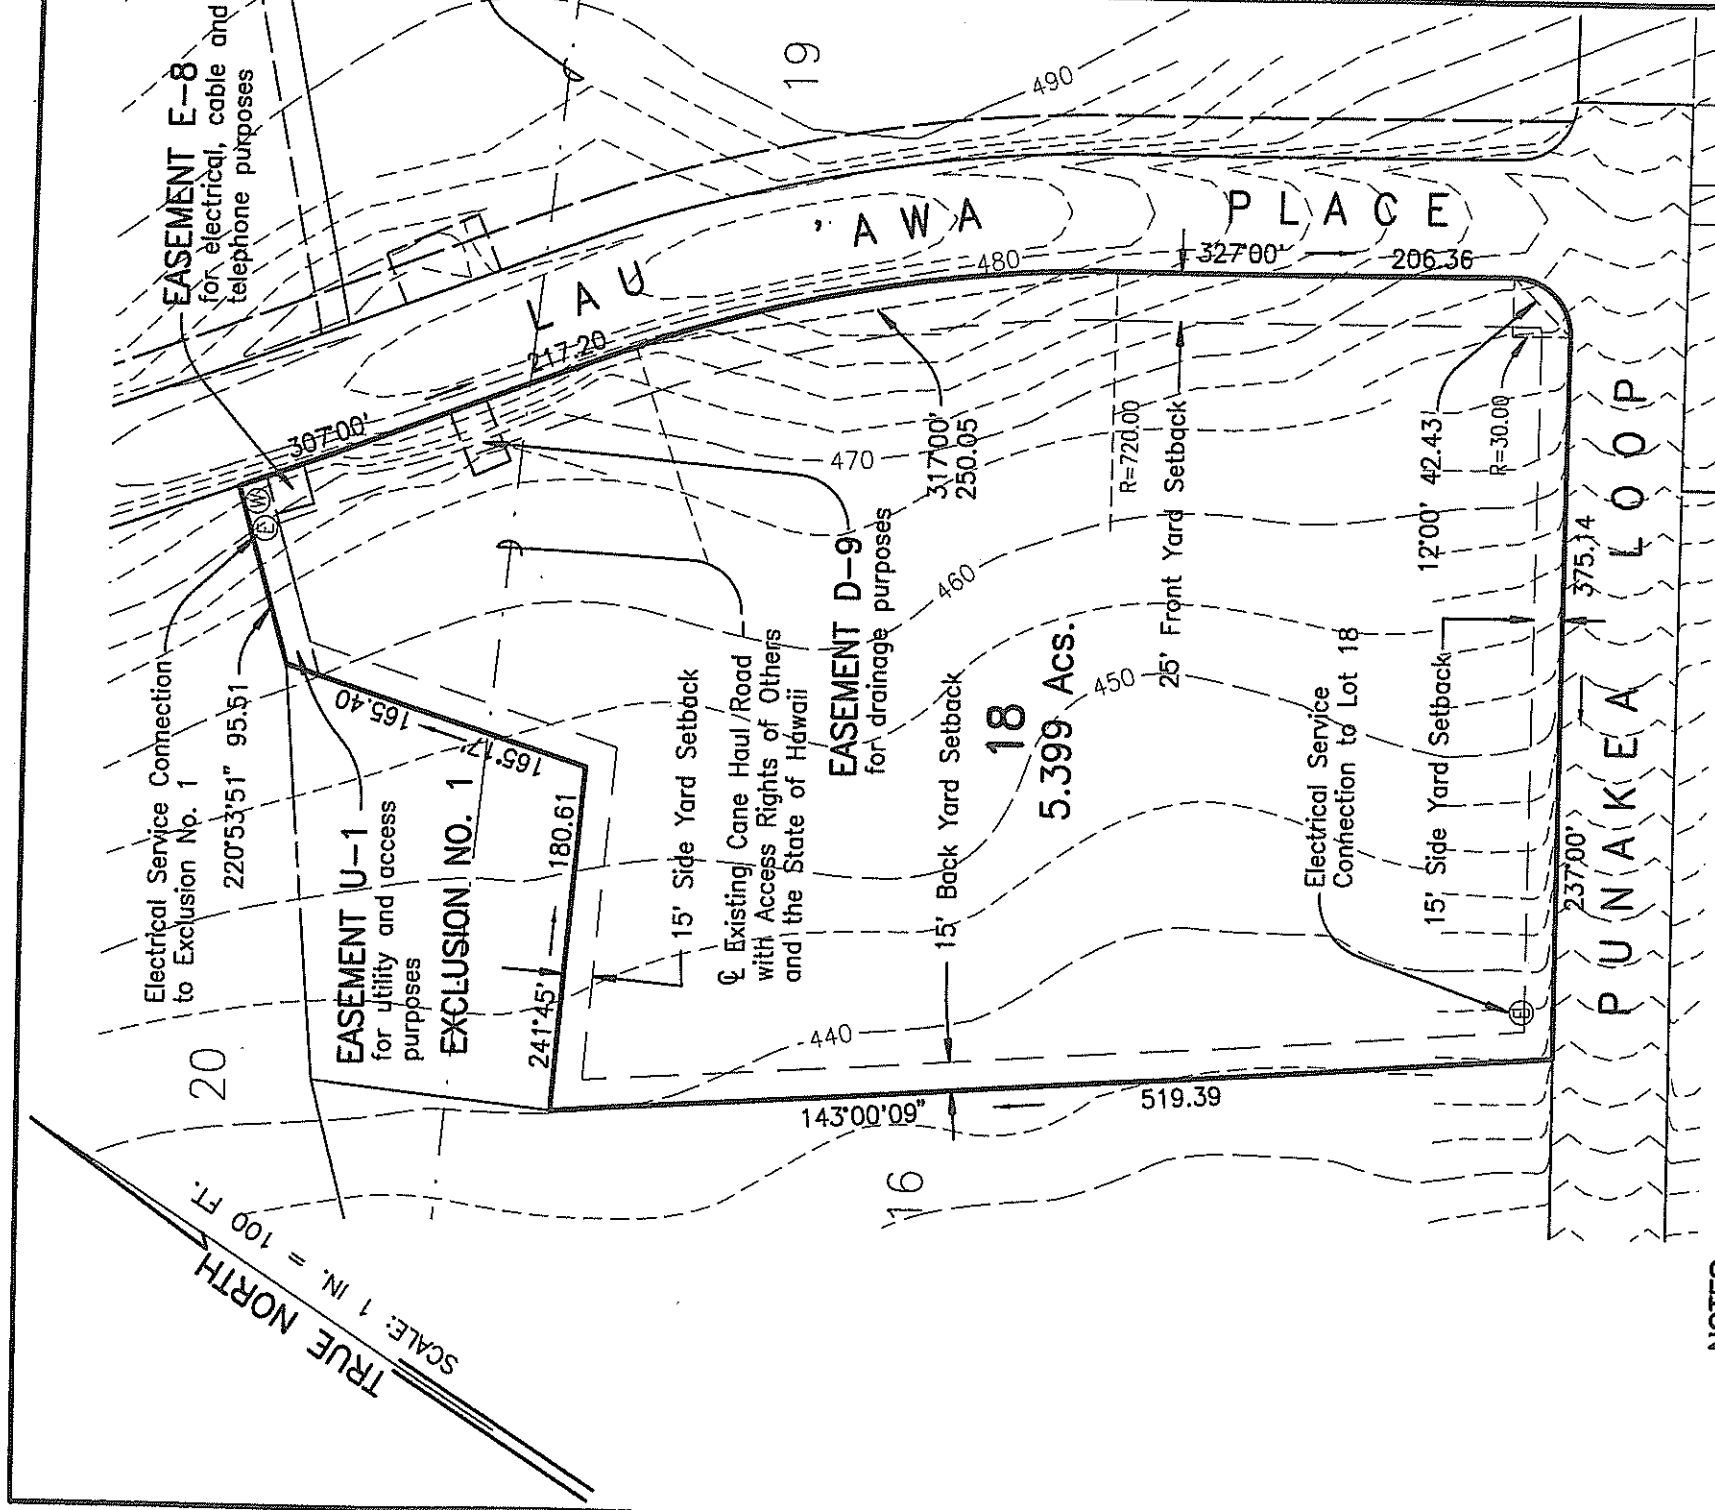 EASEMENT E-8
for electrical, cable and
telephone purposes
19
490
LAU 'AWA PLACE
480
327°00' 206.36
217.20
307°00'
E
W
470
317°00'
250.05'
R=720.00
25' Front Yard Setback
12°00' 42.43'
R=30.00
375.14
237°00'
PUNAKEA LOOP
Electrical Service Connection
to Exclusion No. 1
220°53'51" 95.51
165.40
165°17'
EASEMENT U-1
for utility and access
purposes
EXCLUSION NO. 1
241°45' 180.61
15' Side Yard Setback
℄ Existing Cane Haul Road
with Access Rights of Others
and the State of Hawaii
EASEMENT D-9
for drainage purposes
460
450
15' Back Yard Setback
18
5.399 Acs.
Electrical Service
Connection to Lot 18
15' Side Yard Setback
E
440
143°00'09" 519.39
20
16
TRUE NORTH
SCALE: 1 IN. = 100 FT.